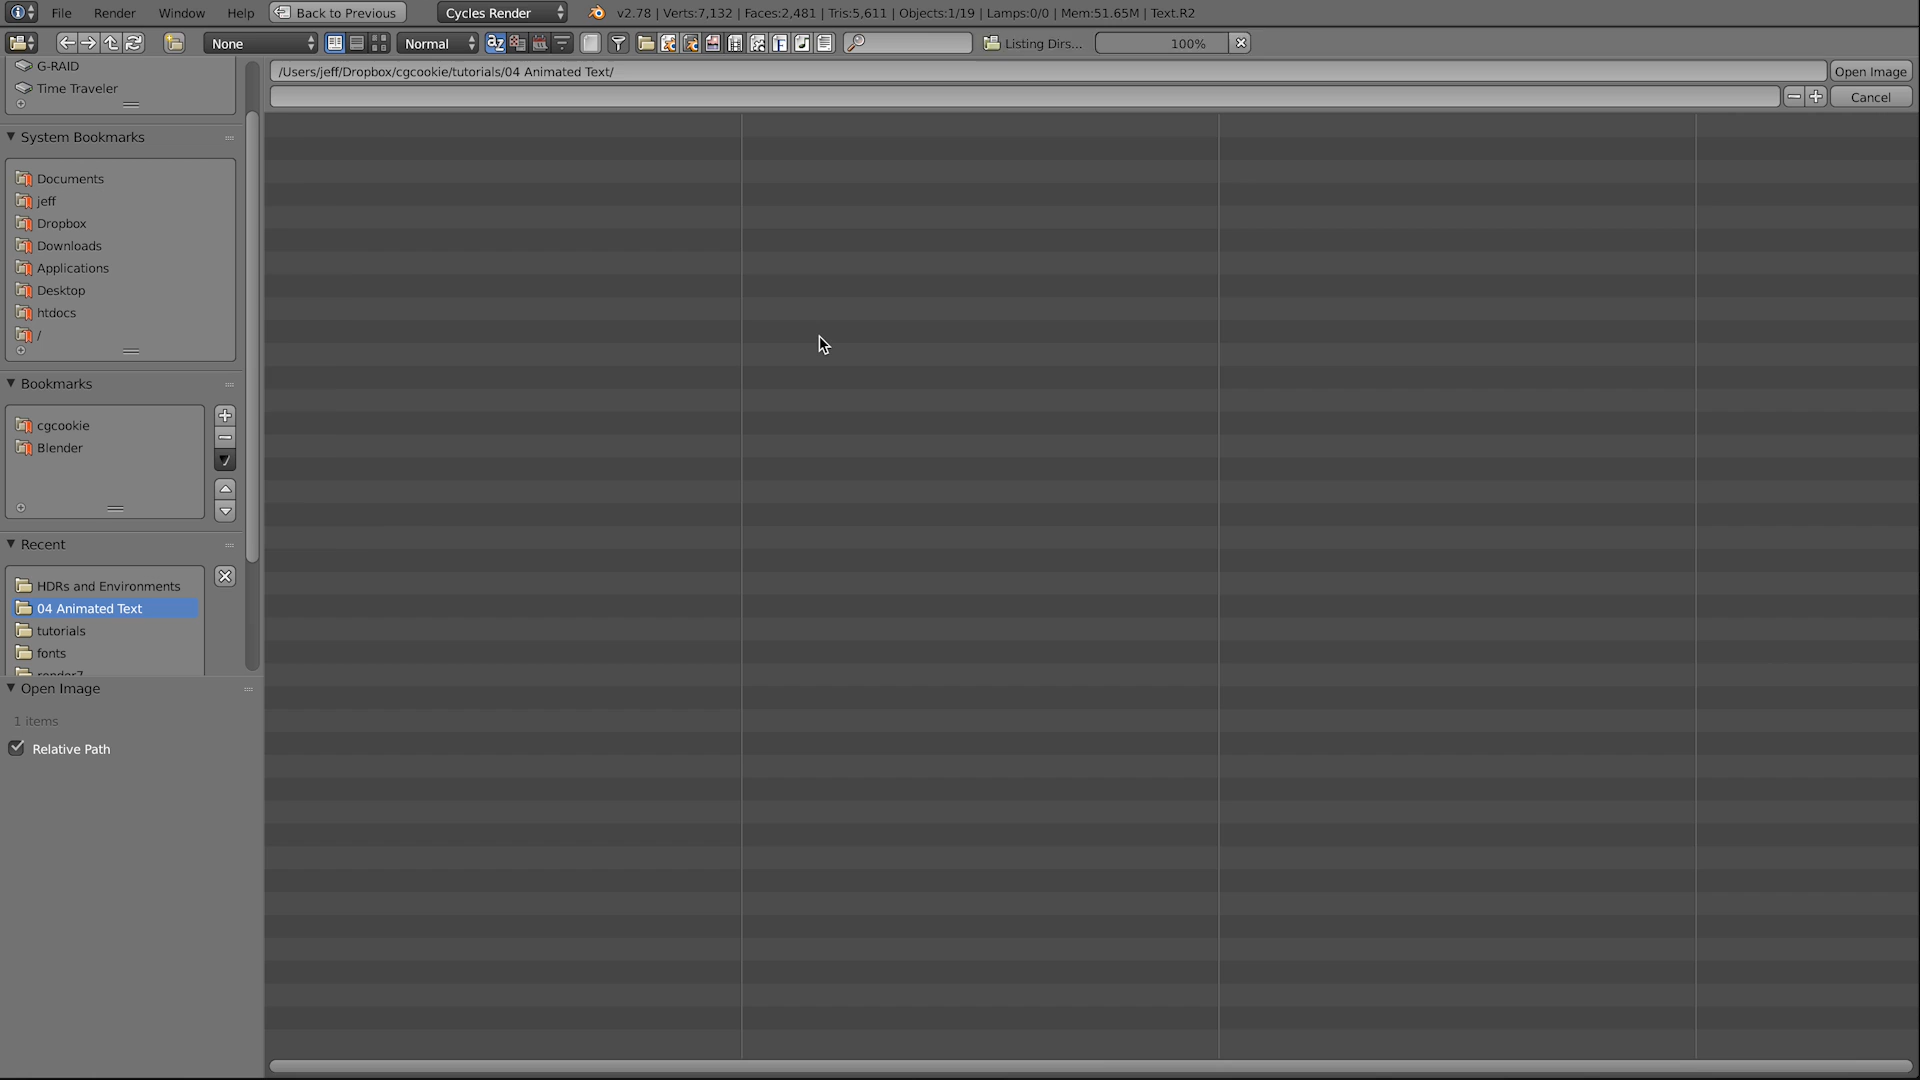 File Render Window Help Back to Previous Cycles Render v2.78 | Verts:7,132 | Faces:2,481 | Tris:5,611 | Objects:1/19 | Lamps:0/0 | Mem:51.65M | Text.R2
None Normal Listing Dirs... 100%
G-RAID
Time Traveler
/Users/jeff/Dropbox/cgcookie/tutorials/04 Animated Text/ Open Image
Cancel
System Bookmarks
Documents
jeff
Dropbox
Downloads
Applications
Desktop
htdocs
/
Bookmarks
cgcookie
Blender
Recent
HDRs and Environments
04 Animated Text
tutorials
fonts
Open Image
1 items
Relative Path